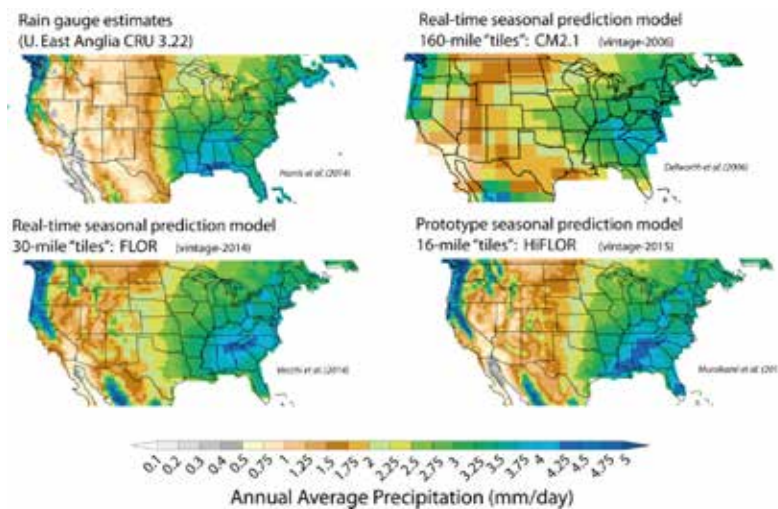 Rain gauge estimates
(U. East Anglia CRU 3.22)
Harris et al. (2014)
Real-time seasonal prediction model
160-mile "tiles": CM2.1 (vintage-2006)
Delworth et al. (2006)
Real-time seasonal prediction model
30-mile "tiles": FLOR (vintage-2014)
Vecchi et al. (2014)
Prototype seasonal prediction model
16-mile "tiles": HiFLOR (vintage-2015)
Murakami et al. (201
0.1 0.2 0.3 0.4 0.5 0.75 1 1.25 1.5 1.75 2 2.25 2.5 2.75 3 3.25 3.5 3.75 4 4.25 4.5 4.75 5
Annual Average Precipitation (mm/day)